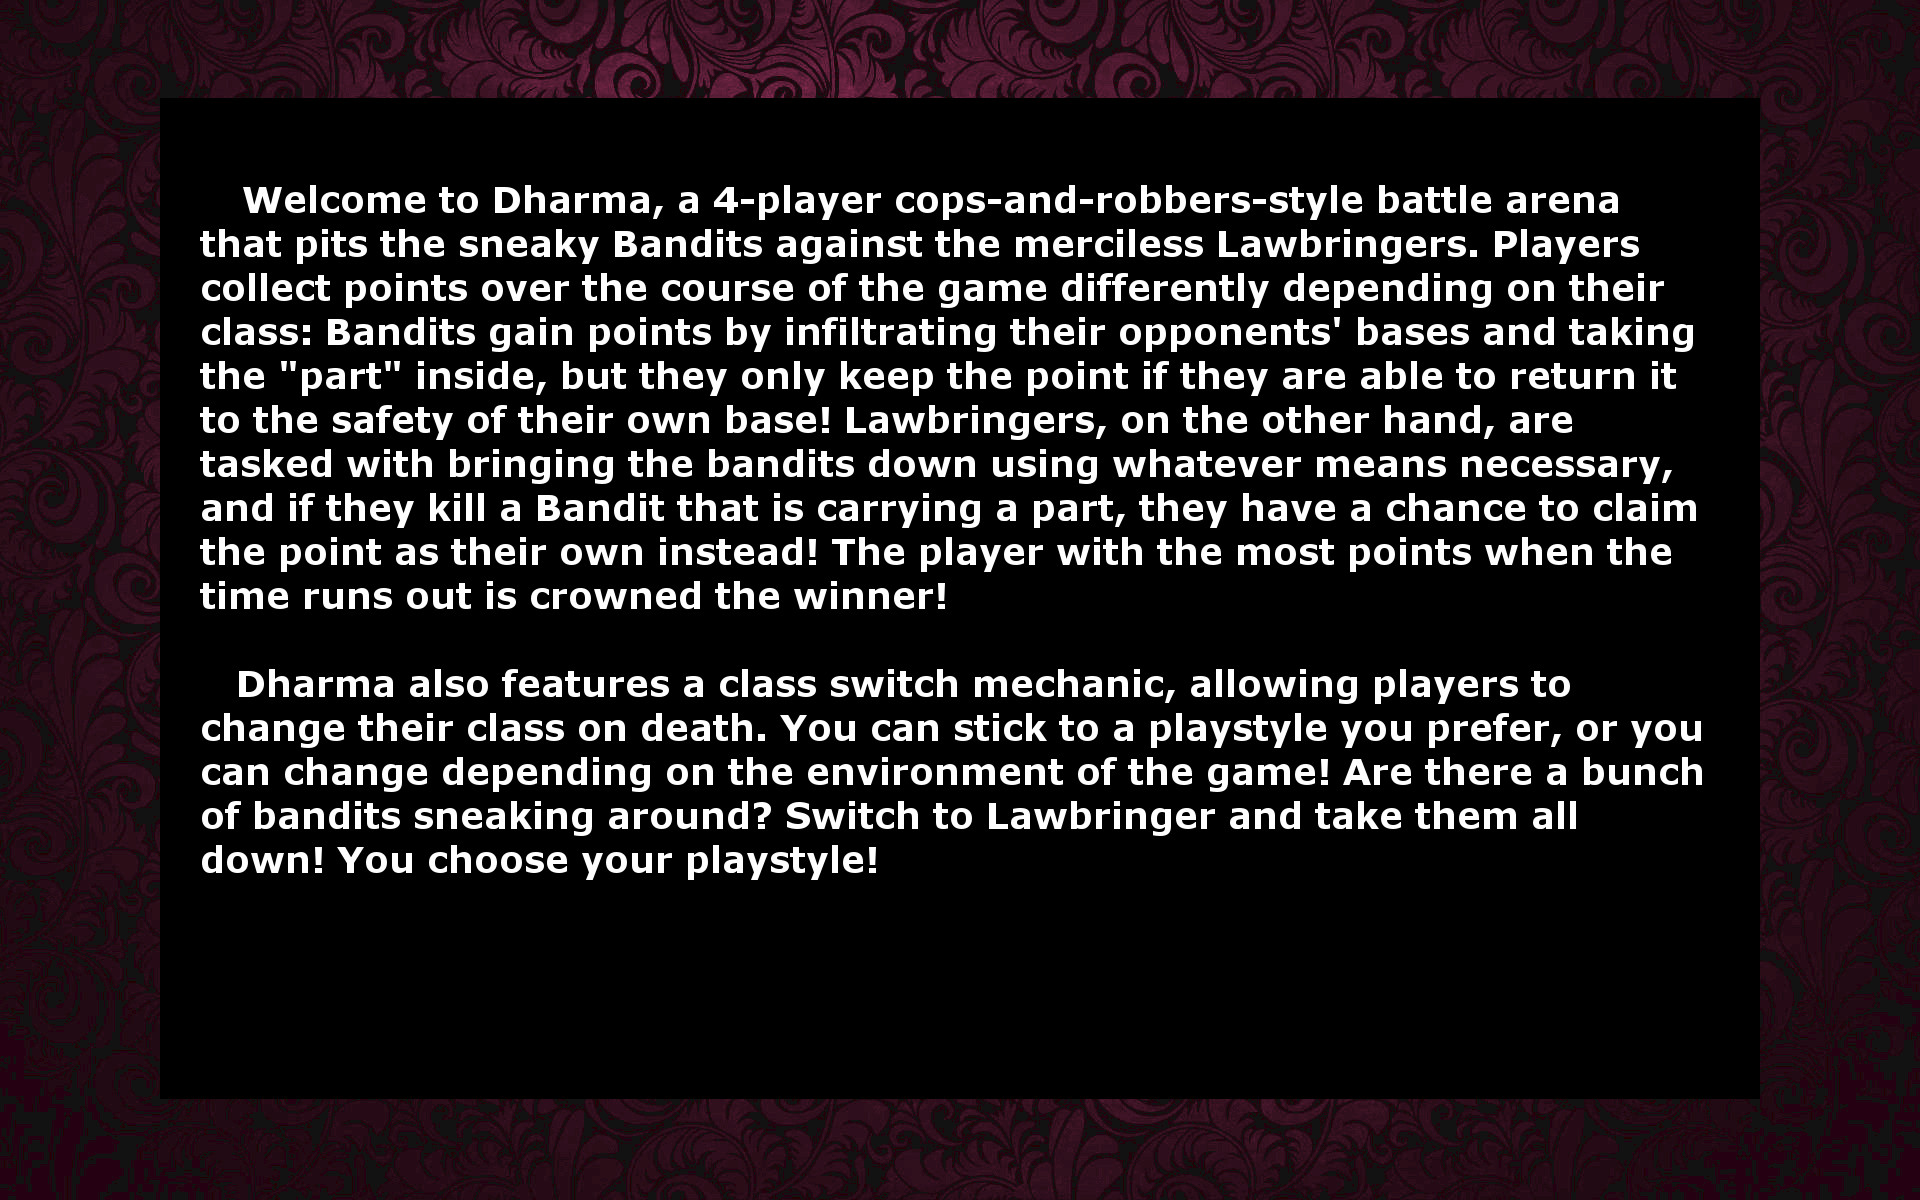 Welcome to Dharma, a 4-player cops-and-robbers-style battle arena
that pits the sneaky Bandits against the merciless Lawbringers. Players
collect points over the course of the game differently depending on their
class: Bandits gain points by infiltrating their opponents' bases and taking
the "part" inside, but they only keep the point if they are able to return it
to the safety of their own base! Lawbringers, on the other hand, are
tasked with bringing the bandits down using whatever means necessary,
and if they kill a Bandit that is carrying a part, they have a chance to claim
the point as their own instead! The player with the most points when the
time runs out is crowned the winner!
Dharma also features a class switch mechanic, allowing players to
change their class on death. You can stick to a playstyle you prefer, or you
can change depending on the environment of the game! Are there a bunch
of bandits sneaking around? Switch to Lawbringer and take them all
down! You choose your playstyle!